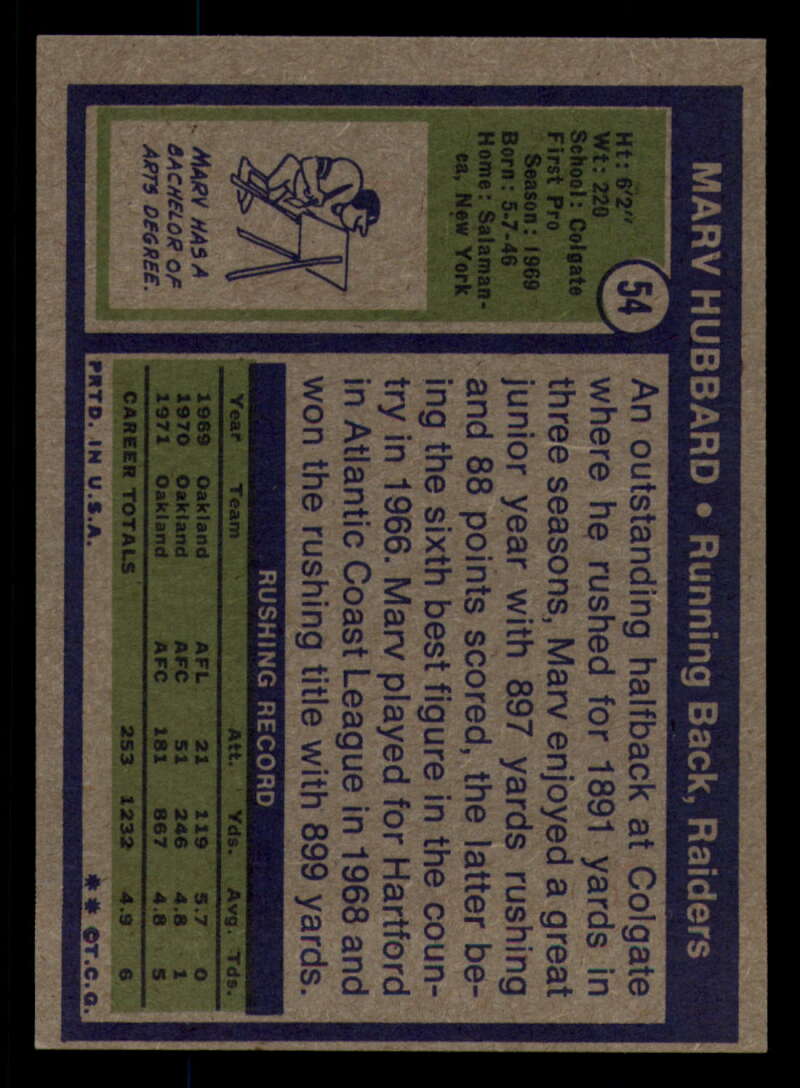 MARV HUBBARD • Running Back, Raiders
54
Ht: 6'2"
Wt: 220
School: Colgate
First Pro
Season: 1969
Born: 5-7-46
Home: Salaman-
ca, New York
MARV HAS A
BACHELOR OF
ARTS DEGREE.
An outstanding halfback at Colgate
where he rushed for 1891 yards in
three seasons, Marv enjoyed a great
junior year with 897 yards rushing
and 88 points scored, the latter be-
ing the sixth best figure in the coun-
try in 1966. Marv played for Hartford
in Atlantic Coast League in 1968 and
won the rushing title with 899 yards.
RUSHING RECORD
Year Team Att. Yds. Avg. Tds.
1969 Oakland AFL 21 119 5.7 0
1970 Oakland AFC 51 246 4.8 1
1971 Oakland AFC 181 867 4.8 5
CAREER TOTALS 253 1232 4.9 6
PRTD. IN U.S.A. ** ©T.C.G.